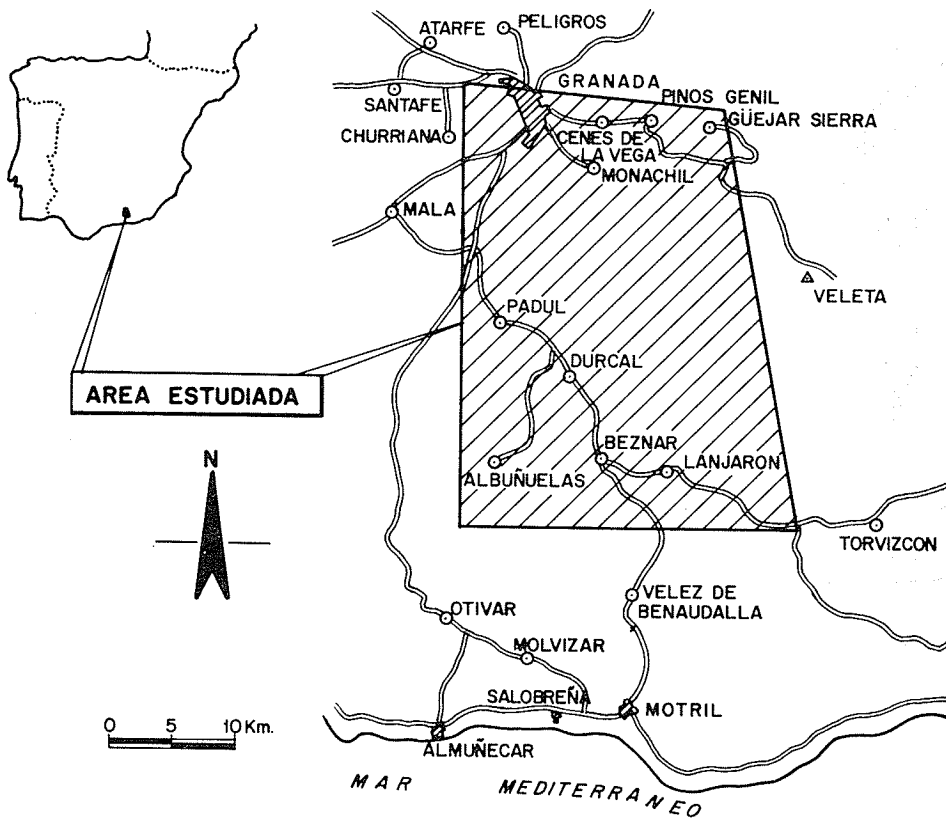 ATARFE
PELIGROS
GRANADA
SANTAFE
PINOS GENIL
CHURRIANA
GÜEJAR SIERRA
CENES DE
LA VEGA
MONACHIL
MALA
VELETA
PADUL
DURCAL
AREA ESTUDIADA
BEZNAR
LANJARON
ALBUÑUELAS
N
TORVIZCON
VELEZ DE
BENAUDALLA
OTIVAR
MOLVIZAR
SALOBREÑA
MOTRIL
0 5 10 Km.
ALMUÑECAR
MAR MEDITERRANEO